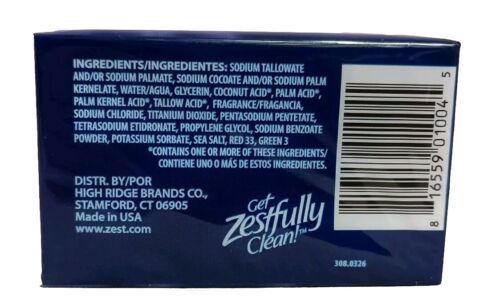 INGREDIENTS/INGREDIENTES: SODIUM TALLOWATE
AND/OR SODIUM PALMATE, SODIUM COCOATE AND/OR SODIUM PALM
KERNELATE, WATER/AGUA, GLYCERIN, COCONUT ACID*, PALM ACID*,
PALM KERNEL ACID*, TALLOW ACID*, FRAGRANCE/FRAGANCIA,
SODIUM CHLORIDE, TITANIUM DIOXIDE, PENTASODIUM PENTETATE,
TETRASODIUM ETIDRONATE, PROPYLENE GLYCOL, SODIUM BENZOATE
POWDER, POTASSIUM SORBATE, SEA SALT, RED 33, GREEN 3
*CONTAINS ONE OR MORE OF THESE INGREDIENTS/
CONTIENE UNO O MÁS DE ESTOS INGREDIENTES.
DISTR. BY/POR
HIGH RIDGE BRANDS CO.,
STAMFORD, CT 06905
Made in USA
www.zest.com
Get
Zestfully
Clean!™
8 16559 01004 5
308.0326